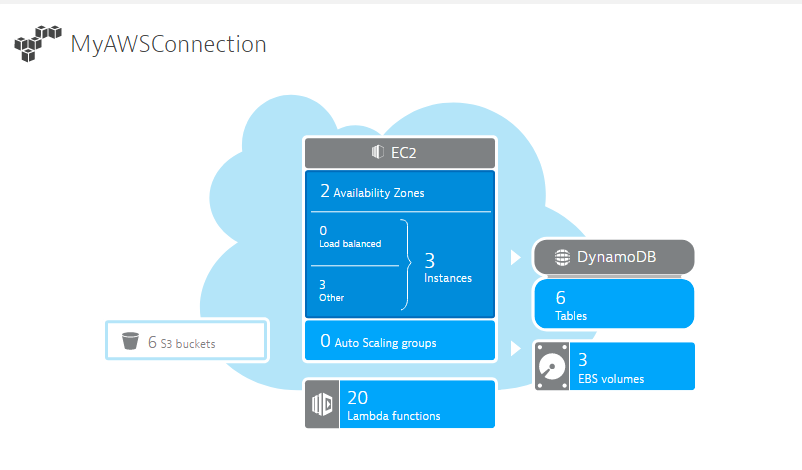 MyAWSConnection
EC2
2 Availability Zones
0
Load balanced
3
Other
3
Instances
0 Auto Scaling groups
DynamoDB
6
Tables
6 S3 buckets
3
EBS volumes
20
Lambda functions